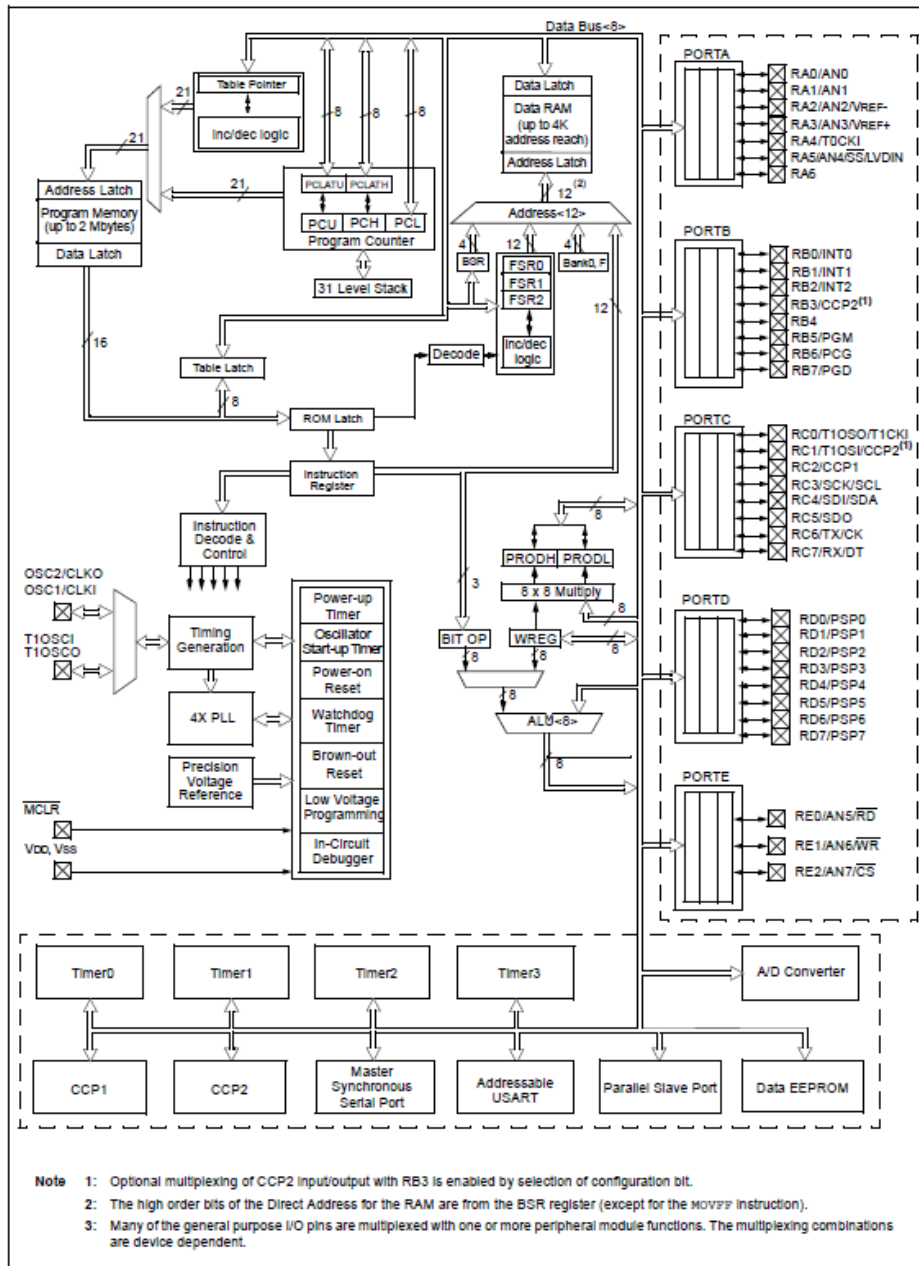 Data Bus<8>
21
Table Pointer
inc/dec logic
21
8
8
8
21
PCLATU
PCLATH
PCU
PCH
PCL
Program Counter
31 Level Stack
Address Latch
Program Memory
(up to 2 Mbytes)
Data Latch
16
Table Latch
8
ROM Latch
Instruction
Register
Decode
Data Latch
Data RAM
(up to 4K
address reach)
Address Latch
12 (2)
Address<12>
4
12
4
BSR
FSR0
FSR1
FSR2
Bank0, F
inc/dec
logic
12
Instruction
Decode &
Control
OSC2/CLKO
OSC1/CLKI
T1OSCI
T1OSCO
Timing
Generation
4X PLL
Precision
Voltage
Reference
MCLR
VDD, VSS
Power-up
Timer
Oscillator
Start-up Timer
Power-on
Reset
Watchdog
Timer
Brown-out
Reset
Low Voltage
Programming
In-Circuit
Debugger
8
PRODH
PRODL
8 x 8 Multiply
3
8
BIT OP
WREG
8
8
8
8
ALU<8>
8
PORTA
RA0/AN0
RA1/AN1
RA2/AN2/VREF-
RA3/AN3/VREF+
RA4/T0CKI
RA5/AN4/SS/LVDIN
RA6
PORTB
RB0/INT0
RB1/INT1
RB2/INT2
RB3/CCP2(1)
RB4
RB5/PGM
RB6/PCG
RB7/PGD
PORTC
RC0/T1OSO/T1CKI
RC1/T1OSI/CCP2(1)
RC2/CCP1
RC3/SCK/SCL
RC4/SDI/SDA
RC5/SDO
RC6/TX/CK
RC7/RX/DT
PORTD
RD0/PSP0
RD1/PSP1
RD2/PSP2
RD3/PSP3
RD4/PSP4
RD5/PSP5
RD6/PSP6
RD7/PSP7
PORTE
RE0/AN5/RD
RE1/AN6/WR
RE2/AN7/CS
Timer0
Timer1
Timer2
Timer3
A/D Converter
CCP1
CCP2
Master
Synchronous
Serial Port
Addressable
USART
Parallel Slave Port
Data EEPROM
Note 1: Optional multiplexing of CCP2 input/output with RB3 is enabled by selection of configuration bit.
2: The high order bits of the Direct Address for the RAM are from the BSR register (except for the MOVFF instruction).
3: Many of the general purpose I/O pins are multiplexed with one or more peripheral module functions. The multiplexing combinations
are device dependent.